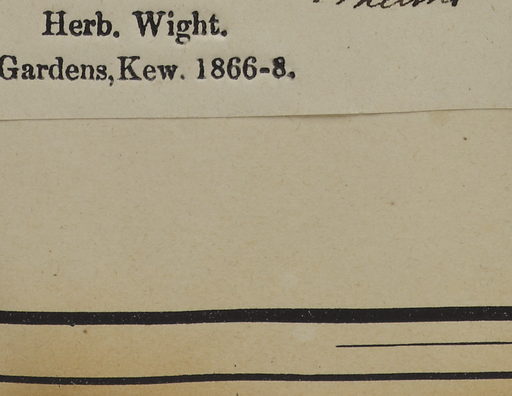 Herb. Wight.
Gardens, Kew. 1866-8.